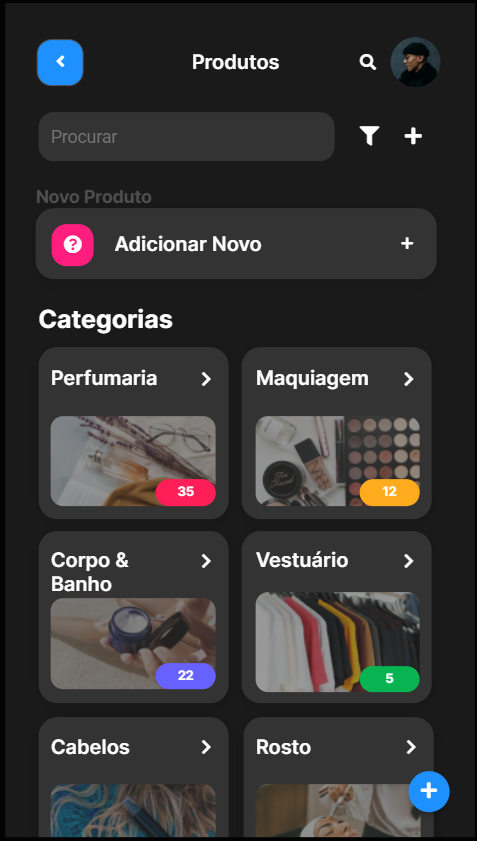 Produtos
Procurar
Novo Produto
Adicionar Novo
Categorias
Perfumaria
35
Maquiagem
12
Corpo &
Banho
22
Vestuário
5
Cabelos
Rosto